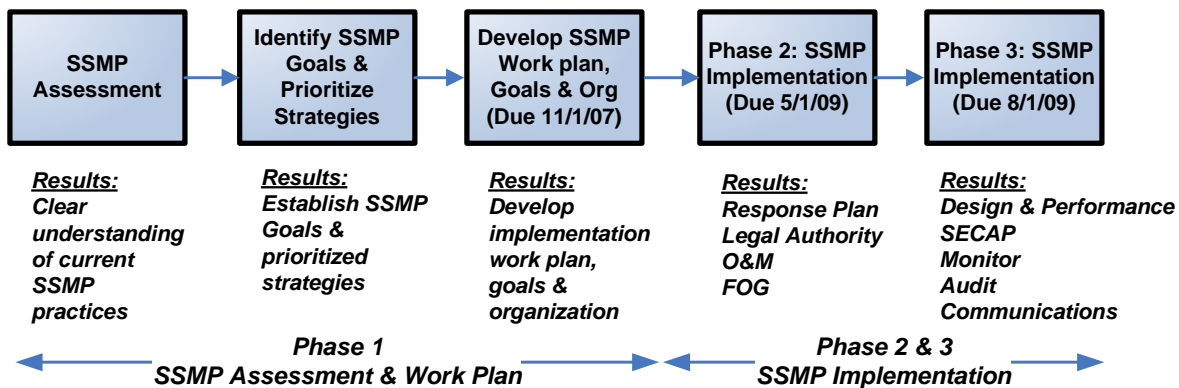 SSMP
Assessment
Identify SSMP
Goals &
Prioritize
Strategies
Develop SSMP
Work plan,
Goals & Org
(Due 11/1/07)
Phase 2: SSMP
Implementation
(Due 5/1/09)
Phase 3: SSMP
Implementation
(Due 8/1/09)
Results:
Clear
understanding
of current
SSMP
practices
Results:
Establish SSMP
Goals &
prioritized
strategies
Results:
Develop
implementation
work plan,
goals &
organization
Results:
Response Plan
Legal Authority
O&M
FOG
Results:
Design & Performance
SECAP
Monitor
Audit
Communications
Phase 1
SSMP Assessment & Work Plan
Phase 2 & 3
SSMP Implementation